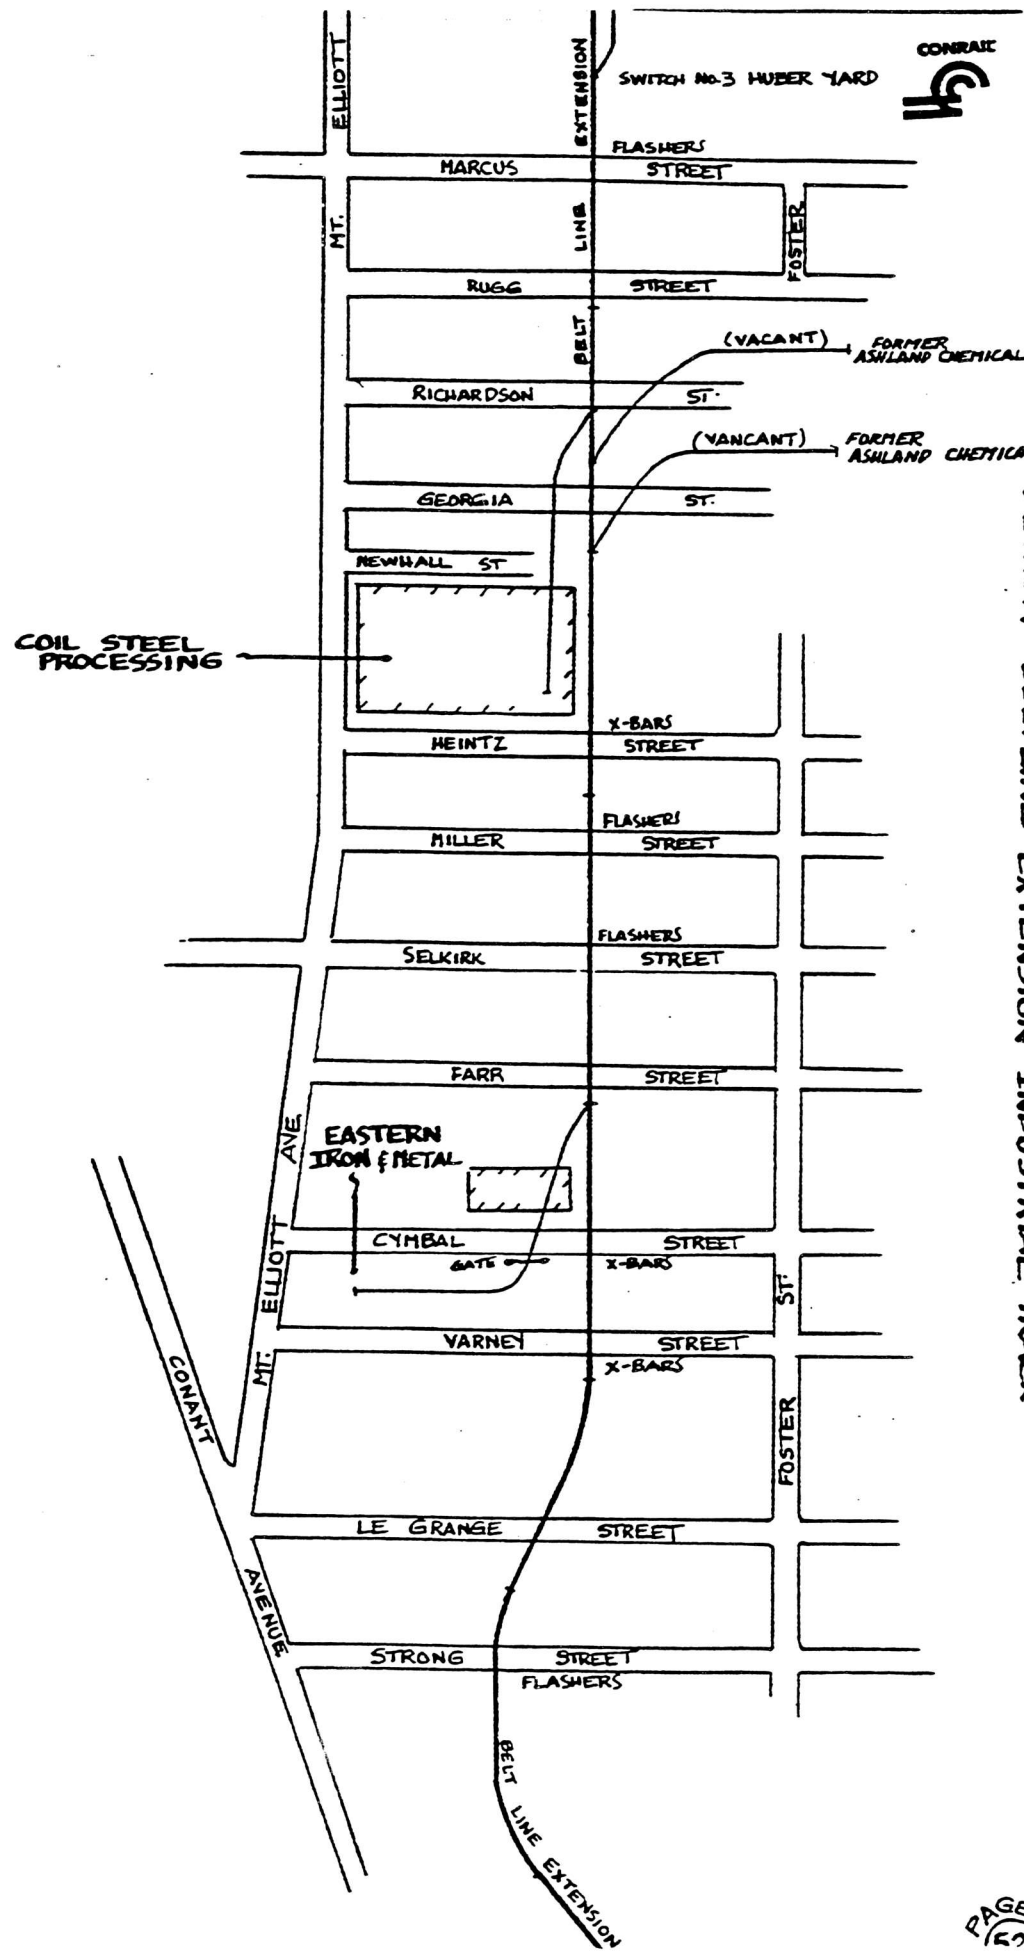 CONRAIL
ELLIOTT
EXTENSION
SWITCH No.3 HUBER YARD
FLASHERS
MARCUS STREET
MT.
LINE
FOSTER
RUGG STREET
BELT
(VACANT) FORMER
ASHLAND CHEMICAL
RICHARDSON ST.
(VANCANT) FORMER
ASHLAND CHEMICA
GEORGIA ST.
NEWHALL ST
COIL STEEL
PROCESSING
X-BARS
HEINTZ STREET
FLASHERS
MILLER STREET
FLASHERS
SELKIRK STREET
FARR STREET
AVE.
EASTERN
IRON & METAL
ELLIOTT
CYMBAL STREET
GATE X-BARS
ST.
VARNEY STREET
MT.
X-BARS
CONANT
FOSTER
LE GRANGE STREET
AVENUE
STRONG STREET
FLASHERS
BELT LINE EXTENSION
PAGE
52